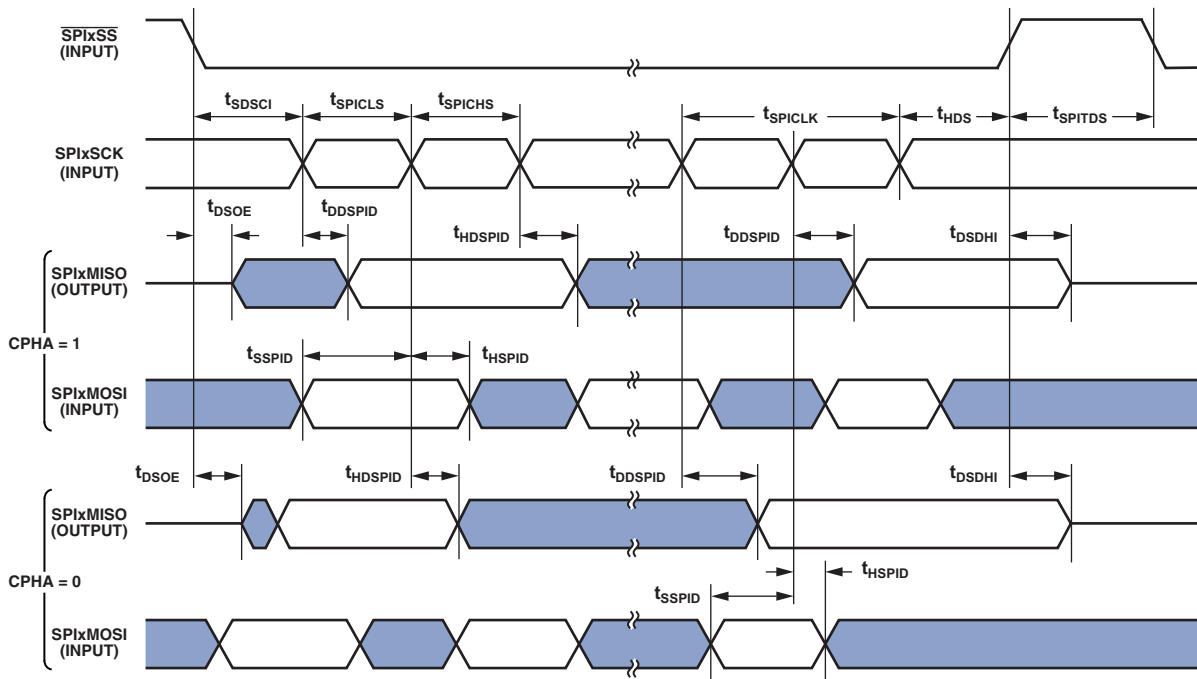 SPIxSS
(INPUT)
tSDSCI tSPICLS tSPICHS tSPICLK tHDS tSPITDS
SPIxSCK
(INPUT)
tDSOE tDDSPID tHDSPID tDDSPID tDSDHI
SPIxMISO
(OUTPUT)
CPHA = 1
tSSPID tHSPID
SPIxMOSI
(INPUT)
tDSOE tHDSPID tDDSPID tDSDHI
SPIxMISO
(OUTPUT)
CPHA = 0
tHSPID
tSSPID
SPIxMOSI
(INPUT)